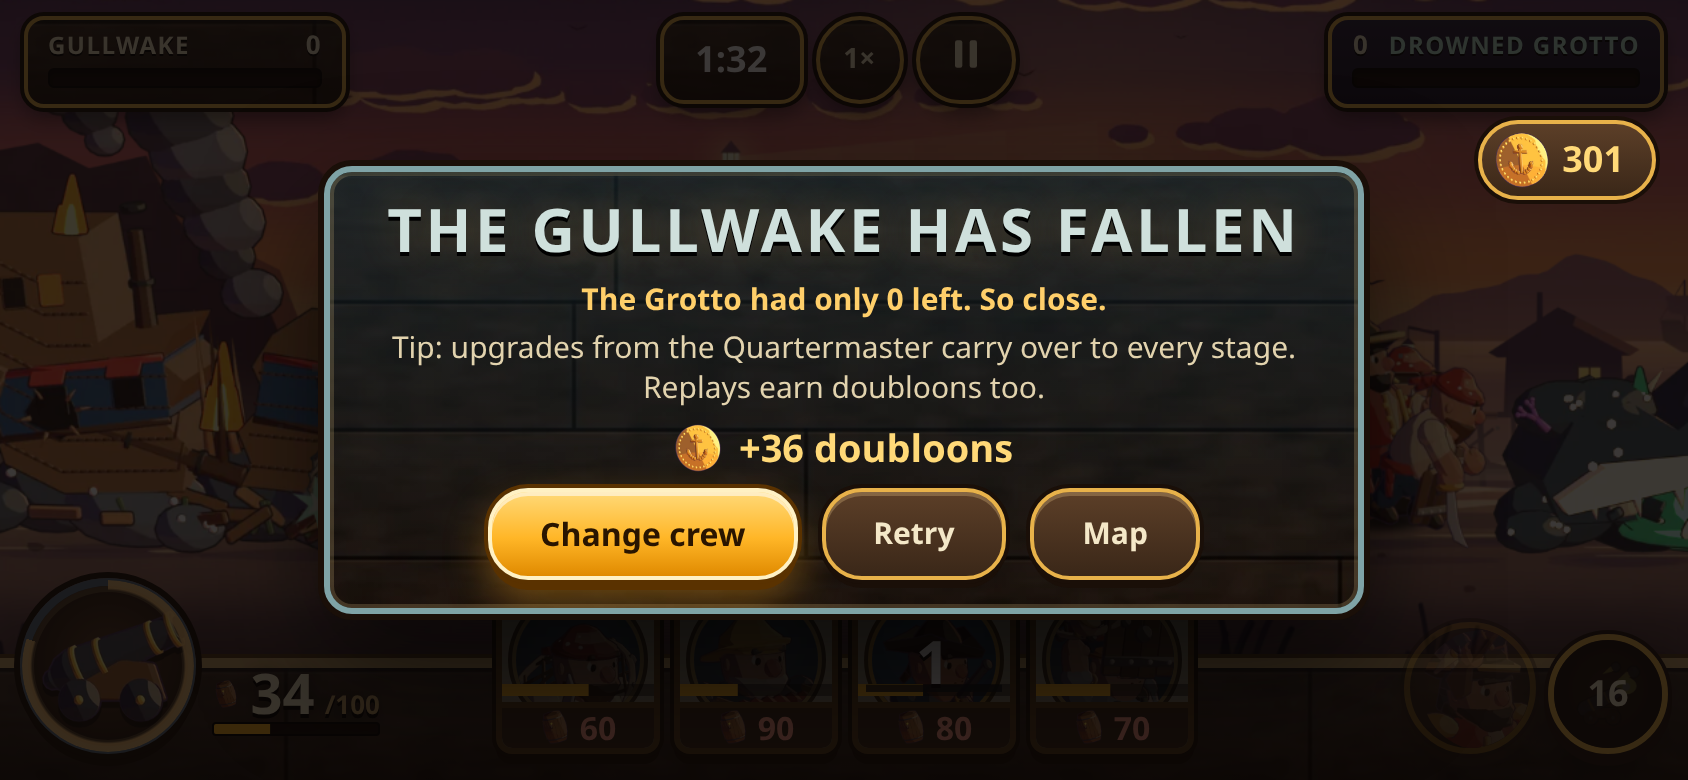 GULLWAKE 0
1:32
1×
0 DROWNED GROTTO
301
THE GULLWAKE HAS FALLEN
The Grotto had only 0 left. So close.
Tip: upgrades from the Quartermaster carry over to every stage.
Replays earn doubloons too.
+36 doubloons
Change crew
Retry
Map
34 /100
1
60
90
80
70
16